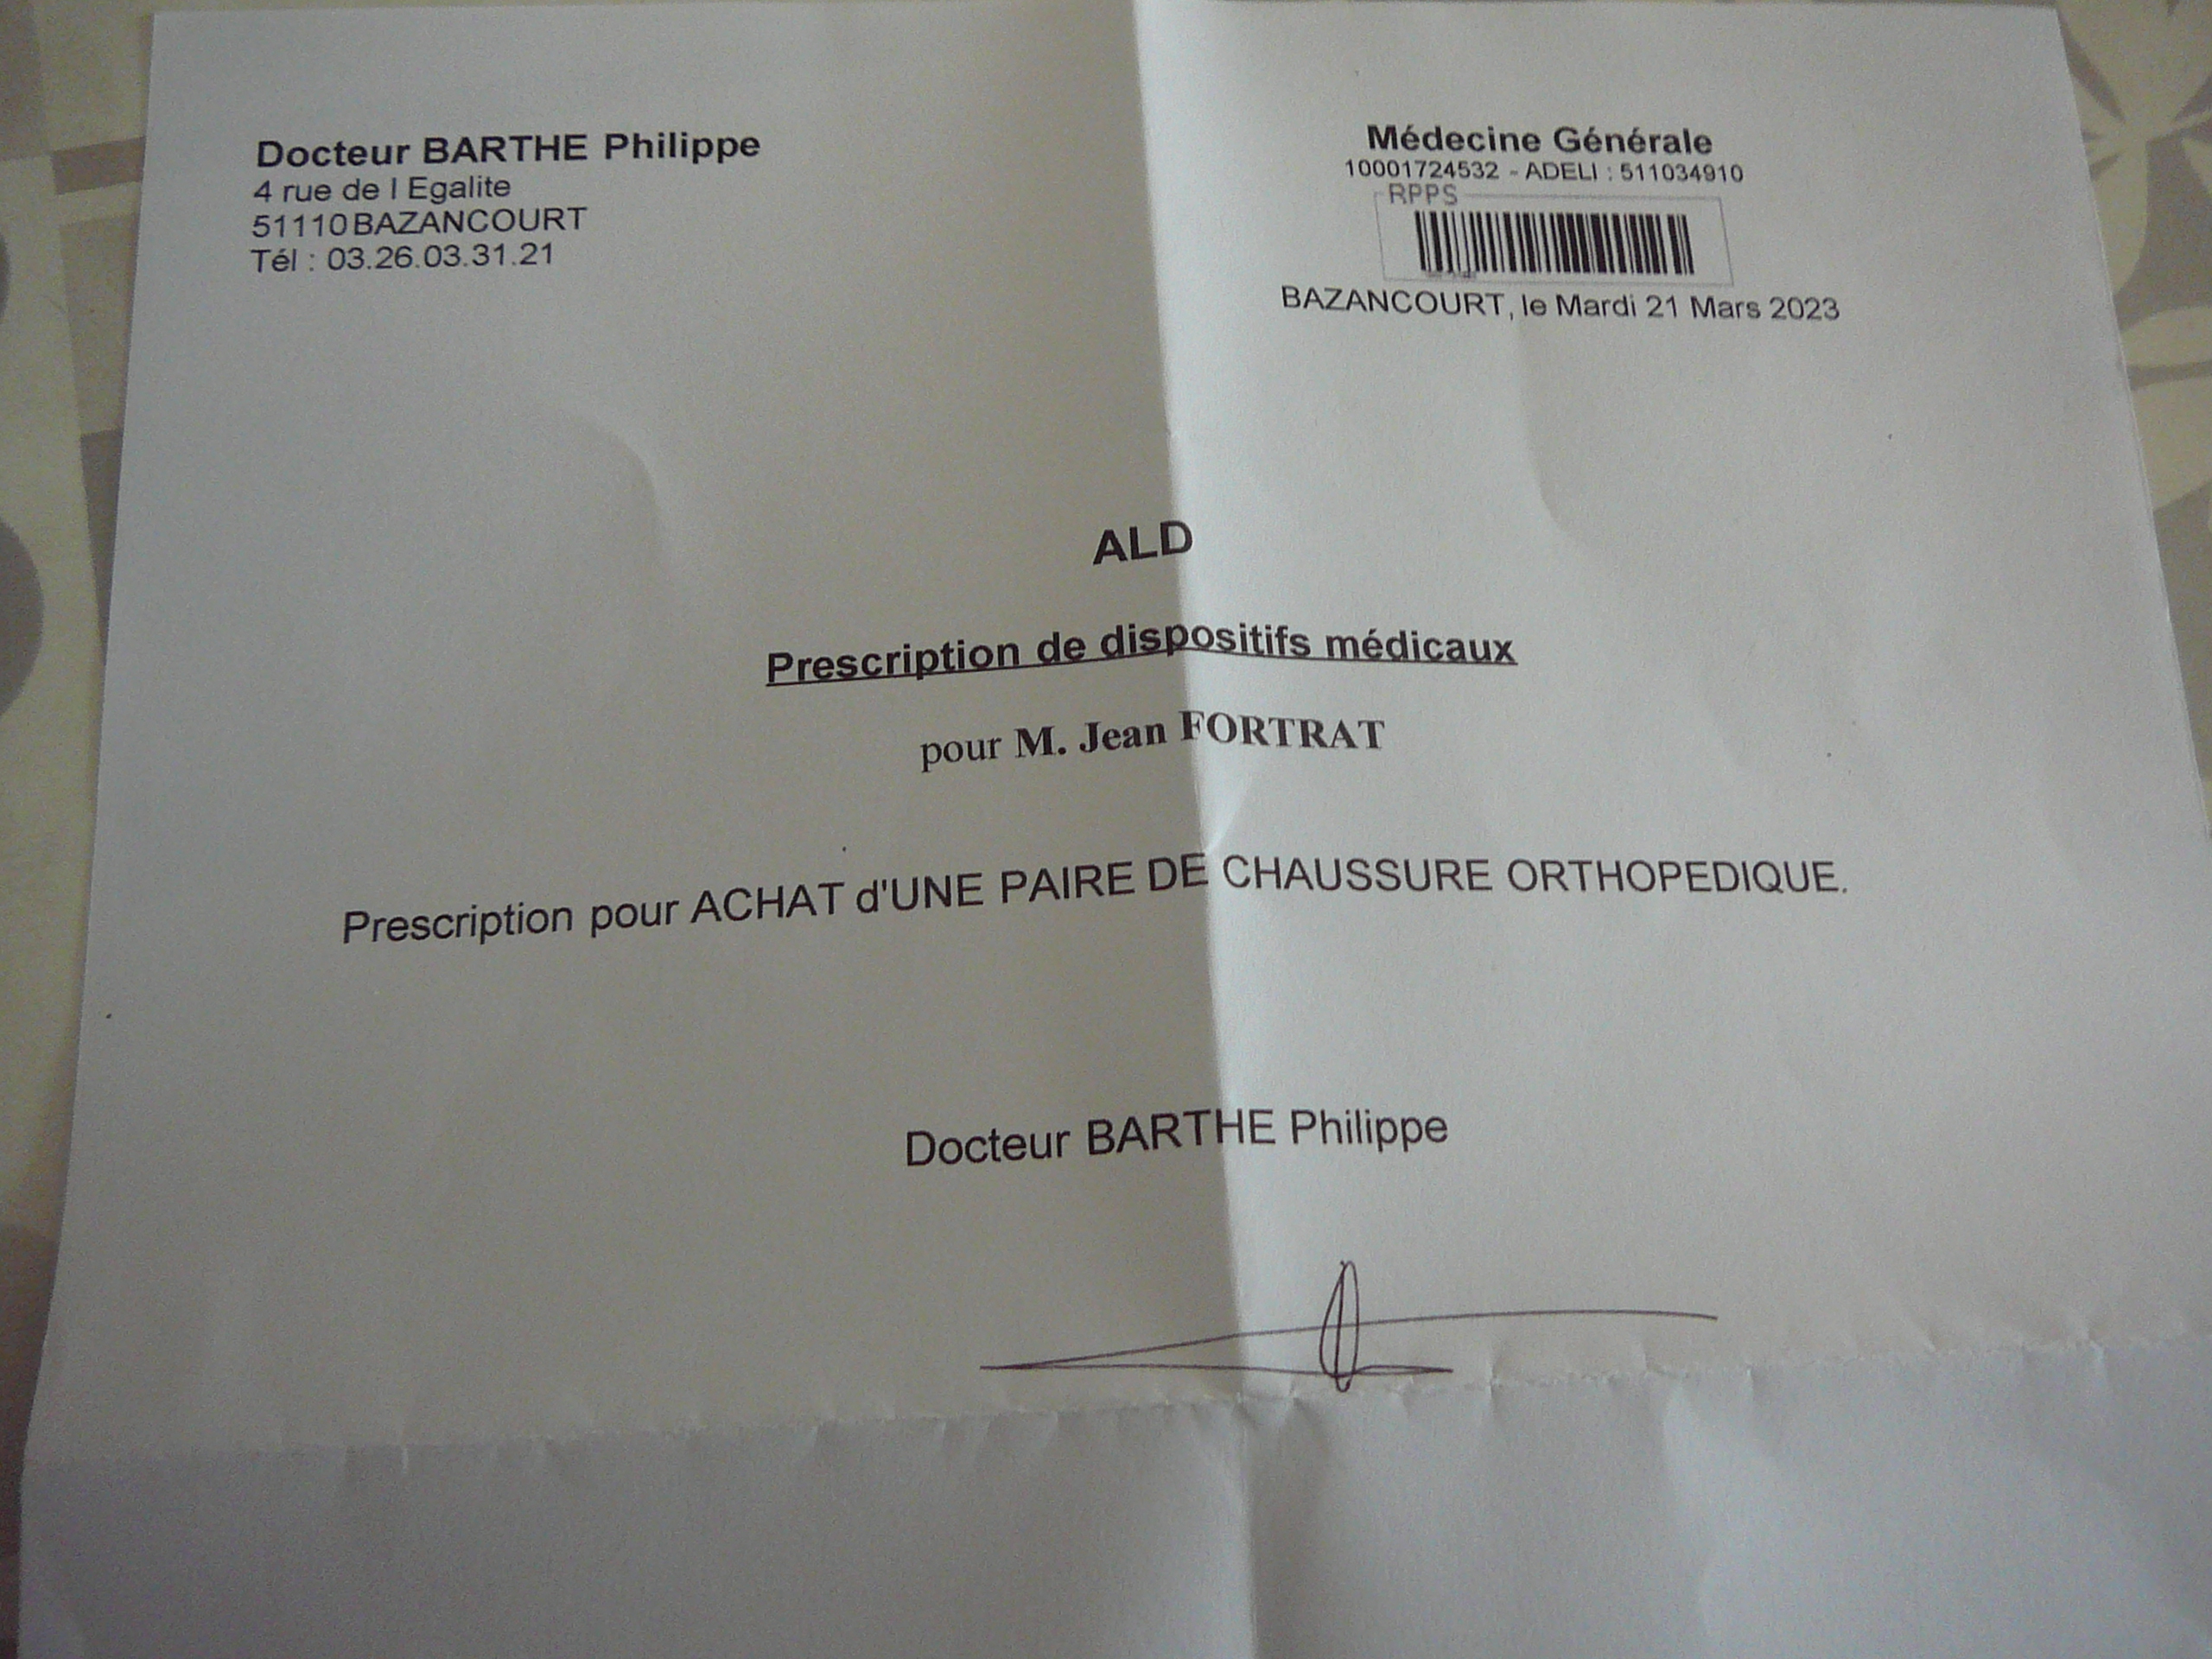 Docteur BARTHE Philippe
4 rue de l Egalite
51110 BAZANCOURT
Tél : 03.26.03.31.21
Médecine Générale
10001724532 - ADELI : 511034910
RPPS
BAZANCOURT, le Mardi 21 Mars 2023
ALD
Prescription de dispositifs médicaux
pour M. Jean FORTRAT
Prescription pour ACHAT d'UNE PAIRE DE CHAUSSURE ORTHOPEDIQUE.
Docteur BARTHE Philippe